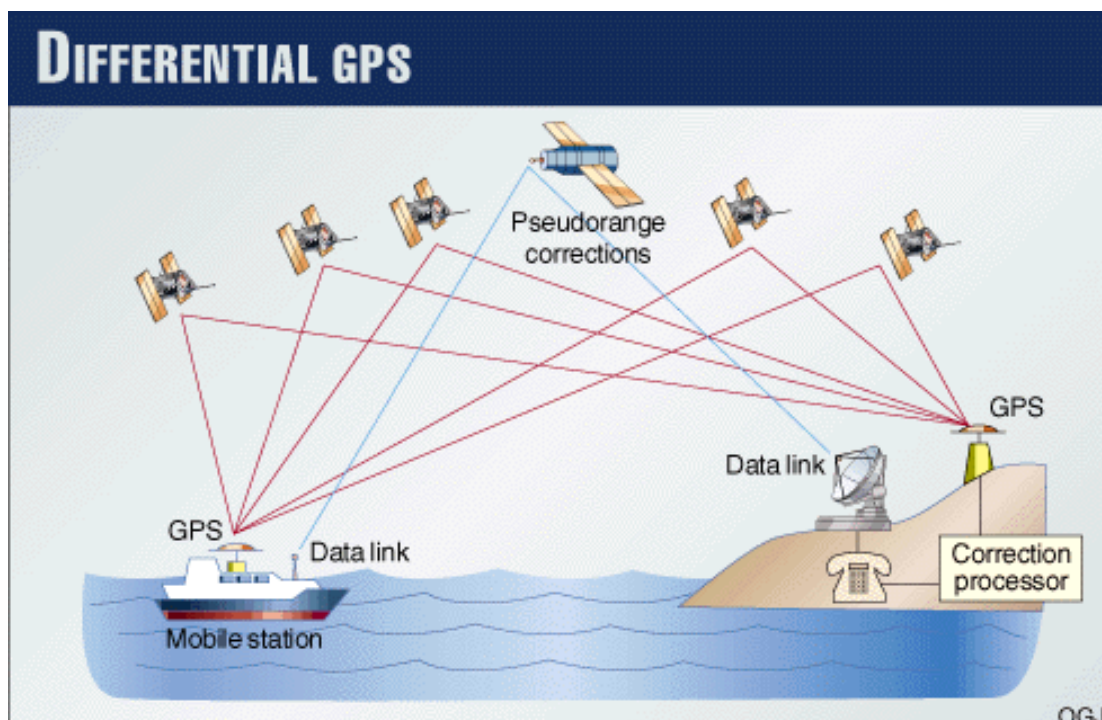 DIFFERENTIAL GPS
Pseudorange
corrections
GPS
Data link
GPS
Data link
Correction
processor
Mobile station